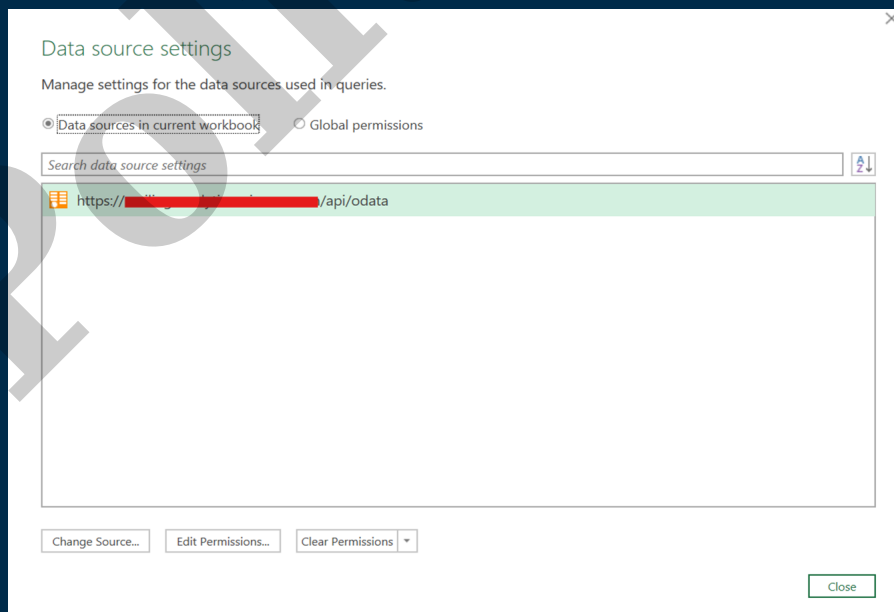 Data source settings
Manage settings for the data sources used in queries.
Data sources in current workbook Global permissions
Search data source settings
https:// /api/odata
Change Source... Edit Permissions... Clear Permissions
Close